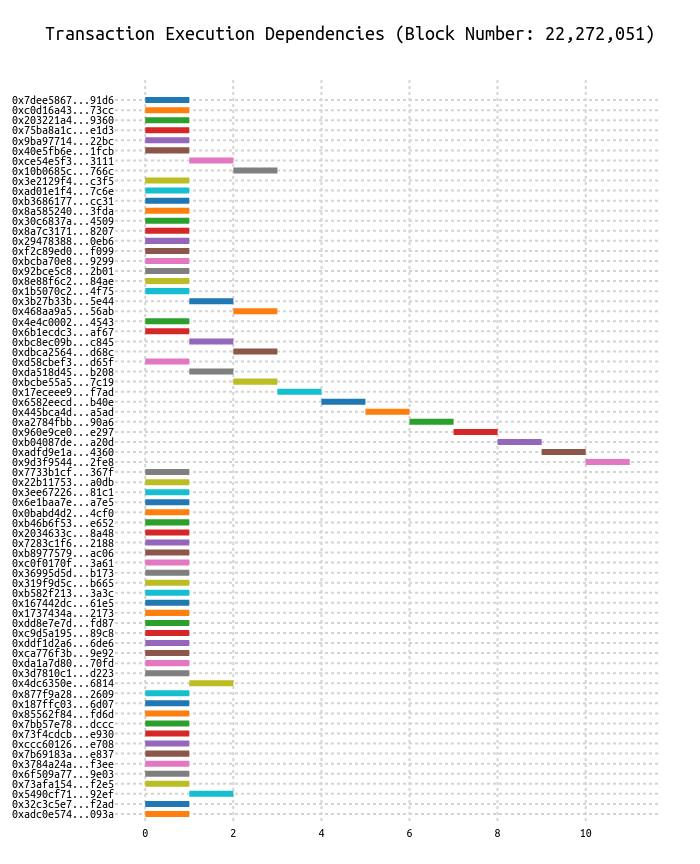 Transaction Execution Dependencies (Block Number: 22,272,051)
0x7dee5867...91d6
0xc0d16a43...73cc
0x203221a4...9360
0x75ba8a1c...e1d3
0x9ba97714...22bc
0x40e5fb6e...1fcb
0xce54e5f3...3111
0x10b0685c...766c
0x3e2129f4...c3f5
0xad01e1f4...7c6e
0xb3686177...cc31
0x8a585240...3fda
0x30c6837a...4509
0x8a7c3171...8207
0x29478388...0eb6
0xf2c89ed0...f099
0xbcba70e8...9299
0x92bce5c8...2b01
0x8e88f6c2...84ae
0x1b5070c2...4f75
0x3b27b33b...5e44
0x468aa9a5...56ab
0x4e4c0002...4543
0x6b1ecdc3...af67
0xbc8ec09b...c845
0xdbca2564...d68c
0xd58cbef3...d65f
0xda518d45...b208
0xbcbe55a5...7c19
0x17eceee9...f7ad
0x6582eecd...b40e
0x445bca4d...a5ad
0xa2784fbb...90a6
0x960e9ce0...e297
0xb04087de...a20d
0xadfd9e1a...4360
0x9d3f9544...2fe8
0x7733b1cf...367f
0x22b11753...a0db
0x3ee67226...81c1
0x6e1baa7e...a7e5
0x0babd4d2...4cf0
0xb46b6f53...e652
0x2034633c...8a48
0x7283c1f6...2188
0xb8977579...ac06
0xc0f0170f...3a61
0x36995d5d...b173
0x319f9d5c...b665
0xb582f213...3a3c
0x167442dc...61e5
0x1737434a...2173
0xdd8e7e7d...fd87
0xc9d5a195...89c8
0xddf1d2a6...6de6
0xca776f3b...9e92
0xda1a7d80...70fd
0x3d7810c1...d223
0x4dc6350e...6814
0x877f9a28...2609
0x187ffc03...6d07
0x85562f84...fd6d
0x7bb57e78...dccc
0x73f4cdcb...e930
0xccc60126...e708
0x7b69183a...e837
0x3784a24a...f3ee
0x6f509a77...9e03
0x73afa154...f2e5
0x5490cf71...92ef
0x32c3c5e7...f2ad
0xadc0e574...093a
0 2 4 6 8 10